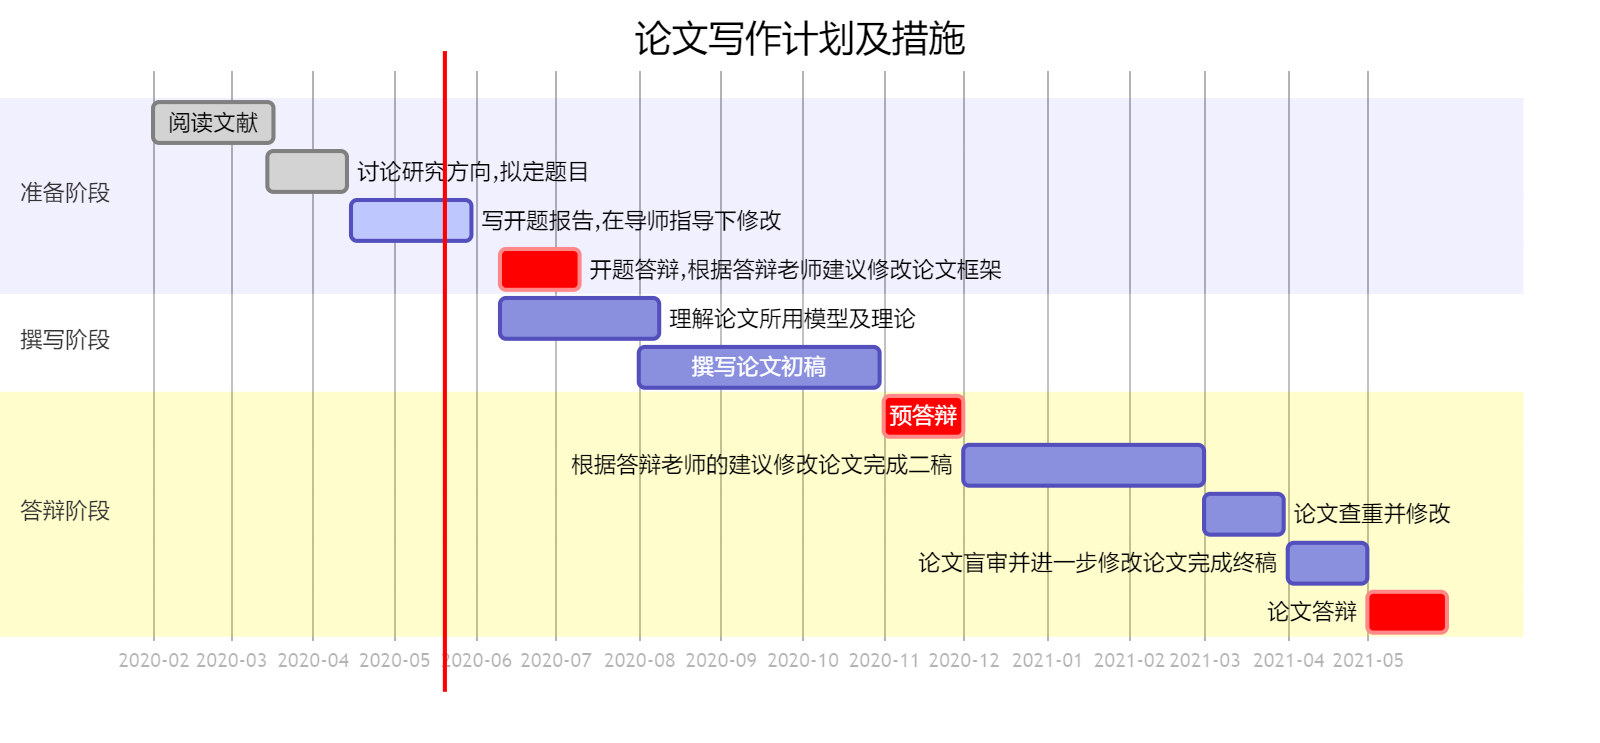 论文写作计划及措施
准备阶段
阅读文献
讨论研究方向,拟定题目
写开题报告,在导师指导下修改
开题答辩,根据答辩老师建议修改论文框架
撰写阶段
理解论文所用模型及理论
撰写论文初稿
答辩阶段
预答辩
根据答辩老师的建议修改论文完成二稿
论文查重并修改
论文盲审并进一步修改论文完成终稿
论文答辩
2020-02 2020-03 2020-04 2020-05 2020-06 2020-07 2020-08 2020-09 2020-10 2020-11 2020-12 2021-01 2021-02 2021-03 2021-04 2021-05